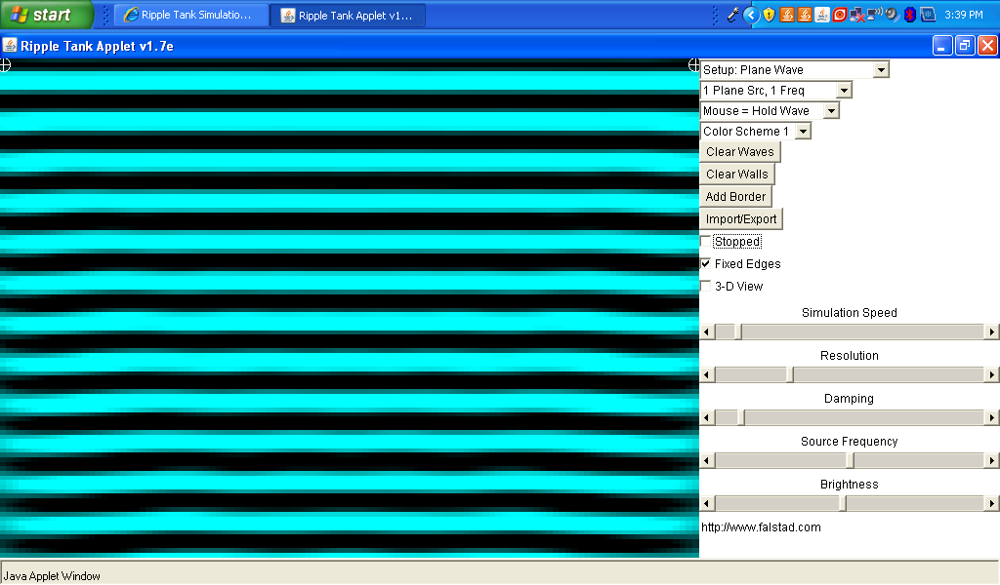 start
Ripple Tank Simulatio...
Ripple Tank Applet v1...
3:39 PM
Ripple Tank Applet v1.7e
Setup: Plane Wave
1 Plane Src, 1 Freq
Mouse = Hold Wave
Color Scheme 1
Clear Waves
Clear Walls
Add Border
Import/Export
Stopped
Fixed Edges
3-D View
Simulation Speed
Resolution
Damping
Source Frequency
Brightness
http://www.falstad.com
Java Applet Window